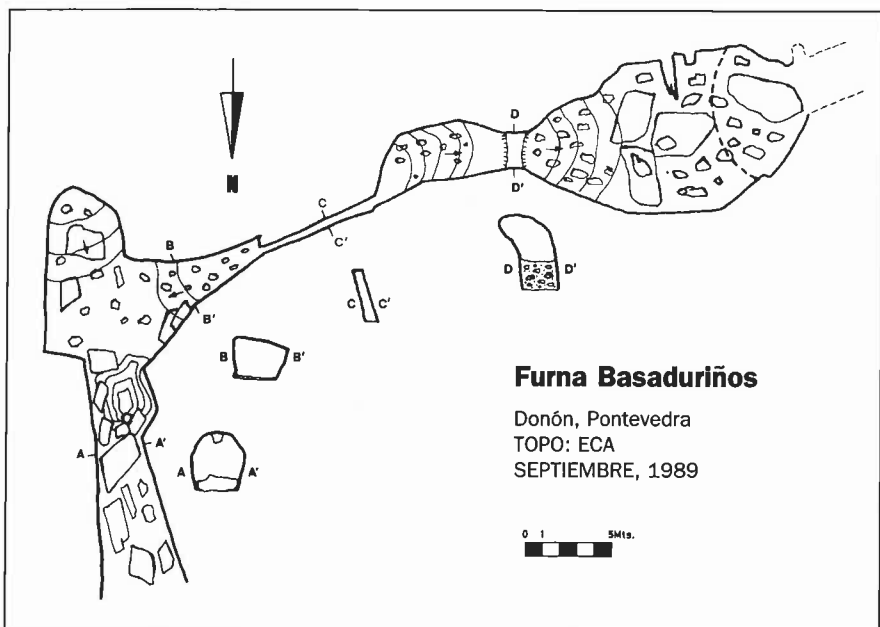 N
D
D'
C
C'
B
B'
D D'
C C'
B B'
A A'
A A'
Furna Basaduriños
Donón, Pontevedra
TOPO: ECA
SEPTIEMBRE, 1989
0 1 5Mts.